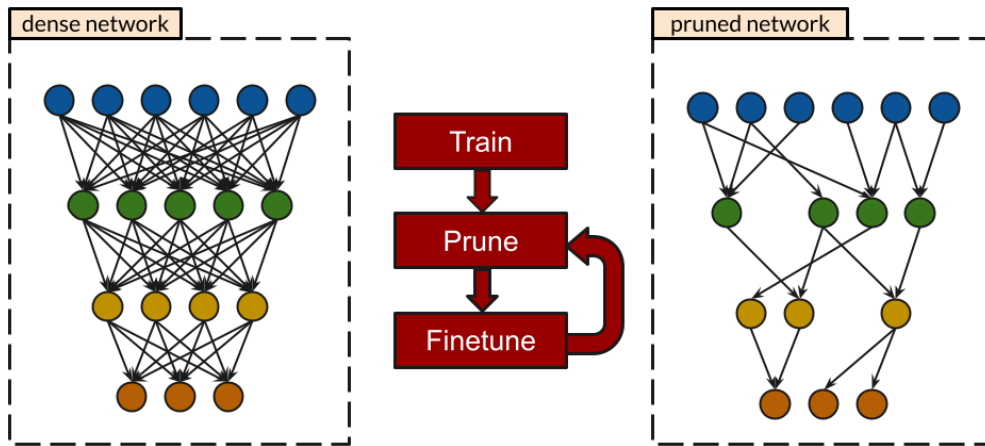 dense network
pruned network
Train
Prune
Finetune